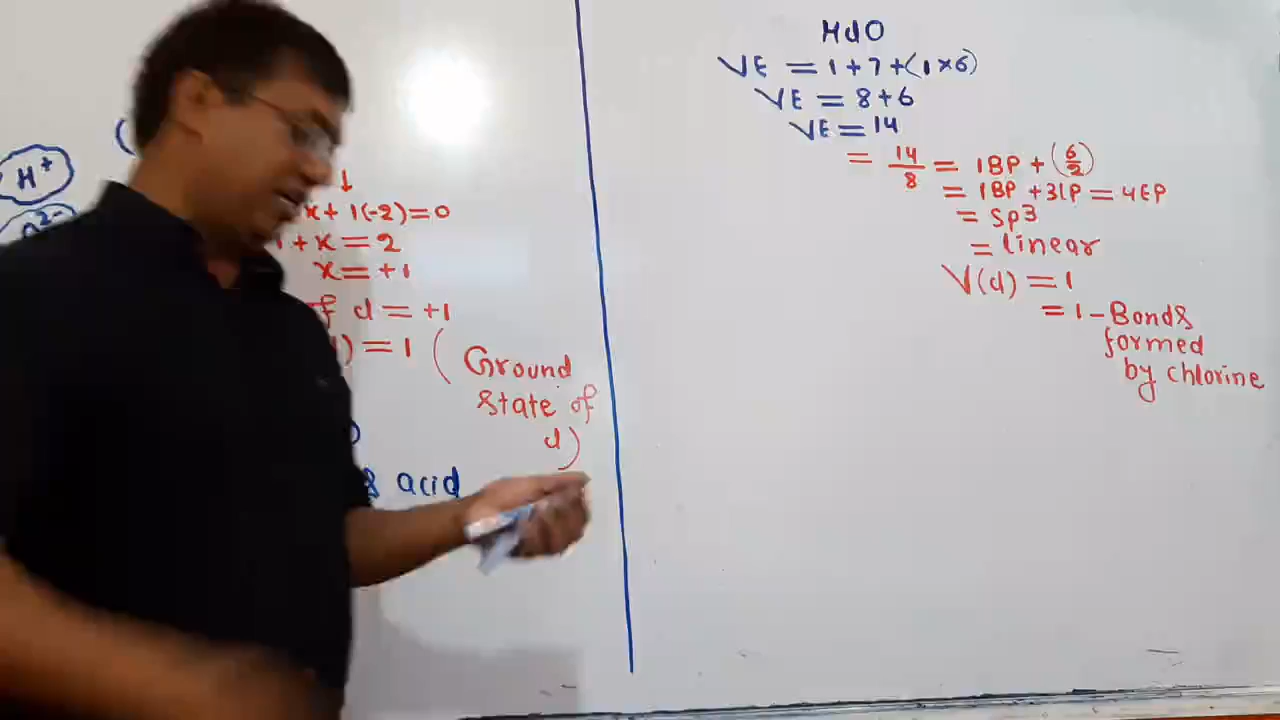 H+
x + 1(-2) = 0
+ x = 2
x = +1
f Cl = +1
) = 1 (Ground
state of
Cl)
acid
HClO
VE = 1 + 7 + (1×6)
VE = 8 + 6
VE = 14
= 14/8 = 1BP + (6/2)
= 1BP + 3LP = 4EP
= sp3
= linear
V(Cl) = 1
= 1 - Bonds
formed
by chlorine